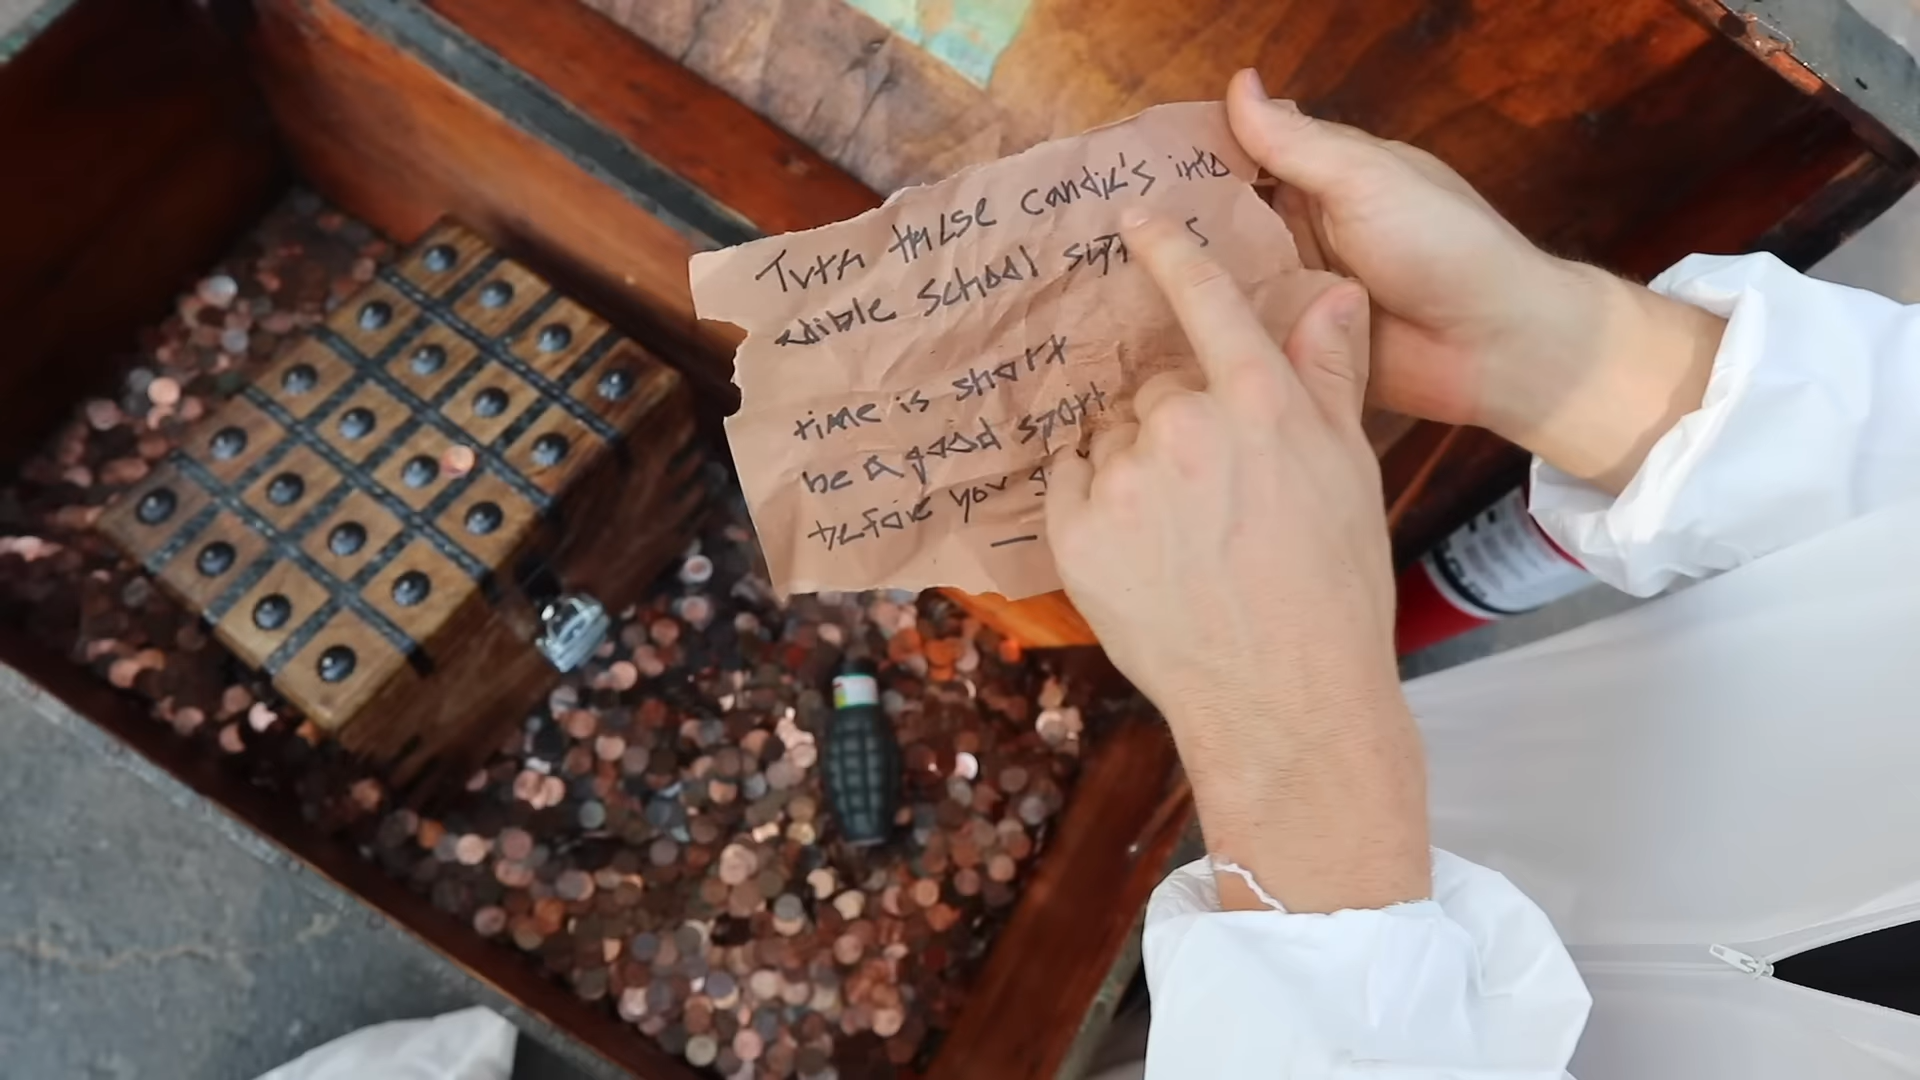 Turn these candie's into
edible school
time is short
be a good sport
before you